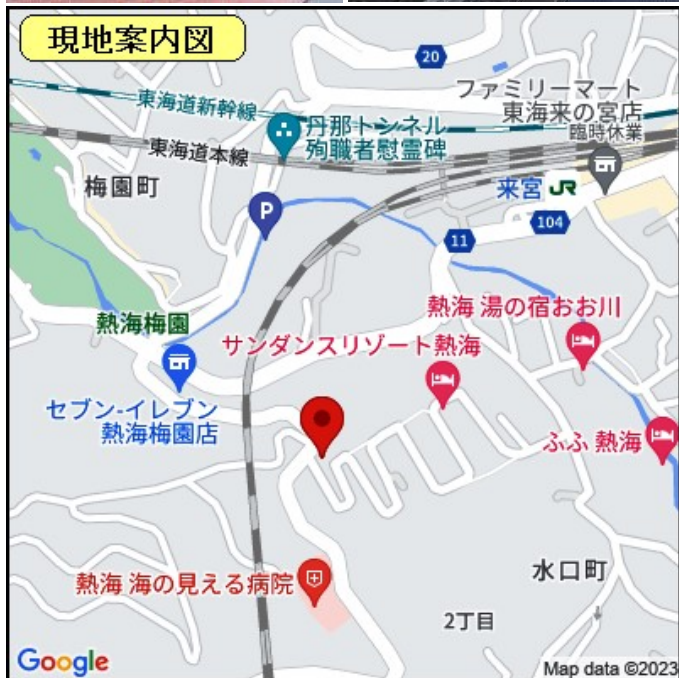 現地案内図
20
ファミリーマート
東海来の宮店
臨時休業
東海道新幹線
丹那トンネル
殉職者慰霊碑
東海道本線
来宮 JR
梅園町
P
104
11
熱海 湯の宿おお川
熱海梅園
サンダンスリゾート熱海
セブン-イレブン
熱海梅園店
ふふ 熱海
水口町
熱海 海の見える病院
2丁目
Google
Map data ©2023